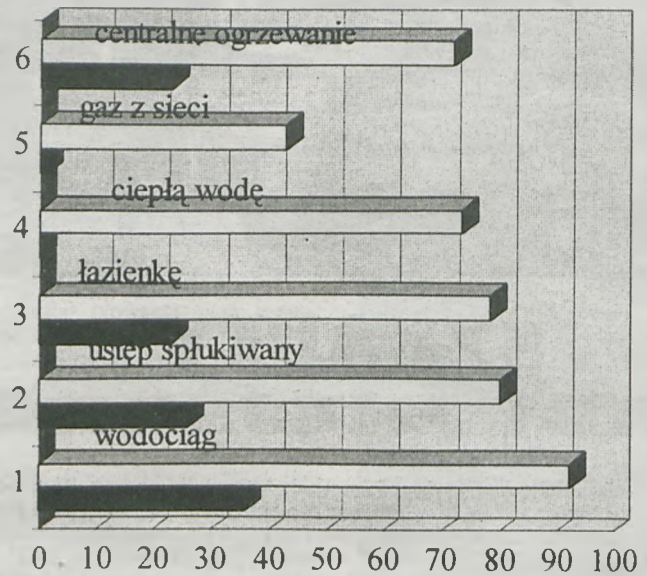 6
centralne ogrzewanie
gaz z sieci
5
ciepłą wodę
4
łazienkę
3
ustęp spłukiwany
2
wodociąg
1
0 10 20 30 40 50 60 70 80 90 100